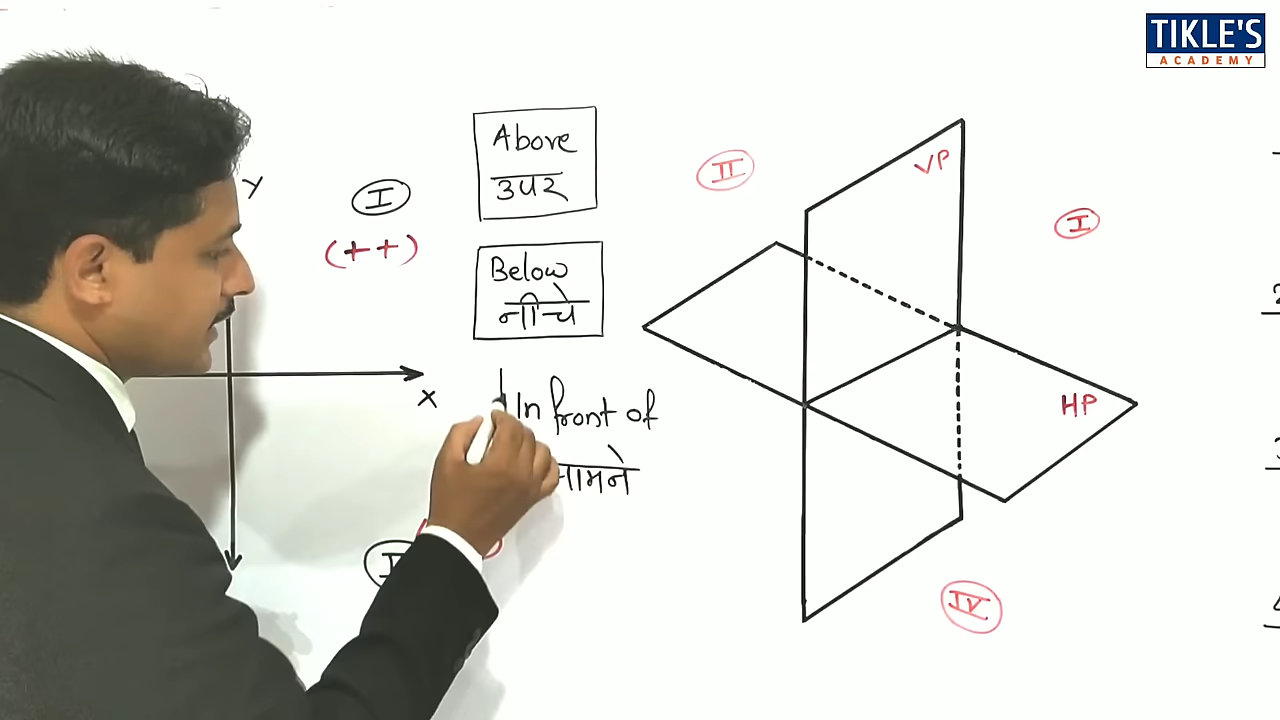 TIKLE'S
ACADEMY
Y
I
(++)
X
Above
उपर
Below
नीचे
In front of
II
VP
I
HP
IV